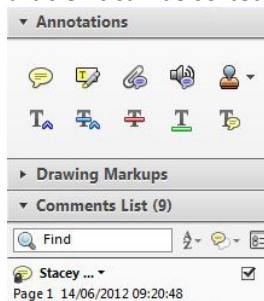 Annotations
Drawing Markups
Comments List (9)
Find
Stacey ...
Page 1 14/06/2012 09:20:48